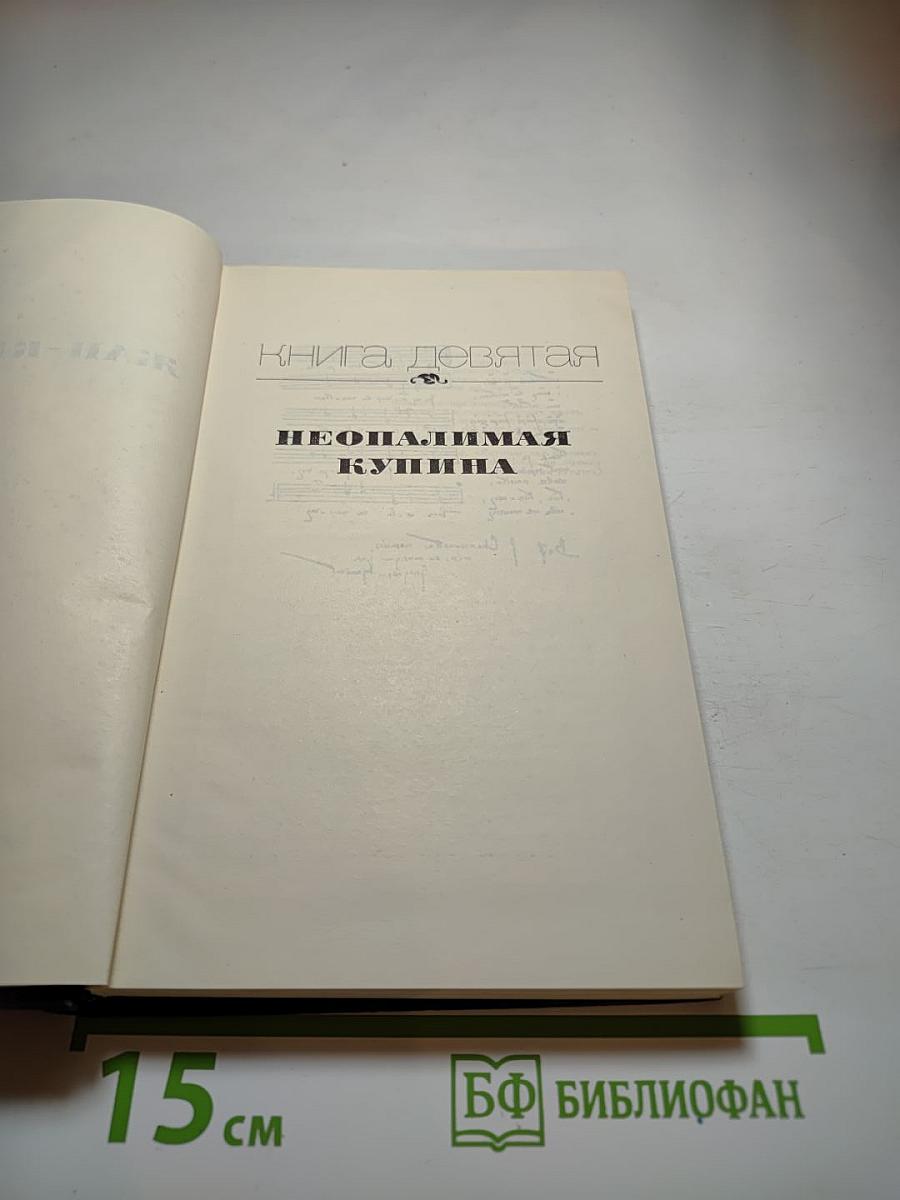 КНИГА ДЕВЯТАЯ
НЕОПАЛИМАЯ
КУПИНА
15 см
БФ БИБЛИОФАН